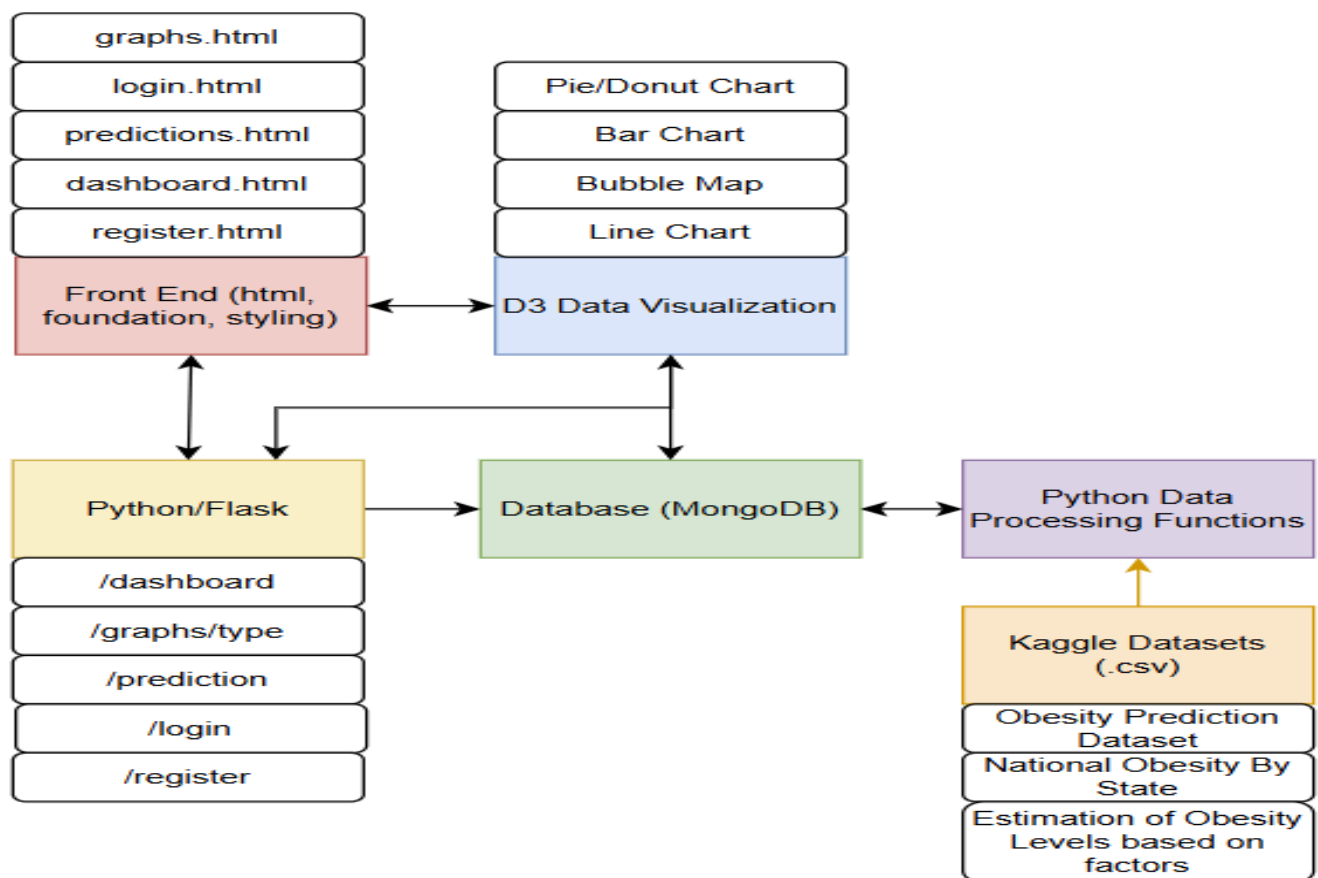 graphs.html
login.html
predictions.html
dashboard.html
register.html
Front End (html,
foundation, styling)
Pie/Donut Chart
Bar Chart
Bubble Map
Line Chart
D3 Data Visualization
Python/Flask
/dashboard
/graphs/type
/prediction
/login
/register
Database (MongoDB)
Python Data
Processing Functions
Kaggle Datasets
(.csv)
Obesity Prediction
Dataset
National Obesity By
State
Estimation of Obesity
Levels based on
factors